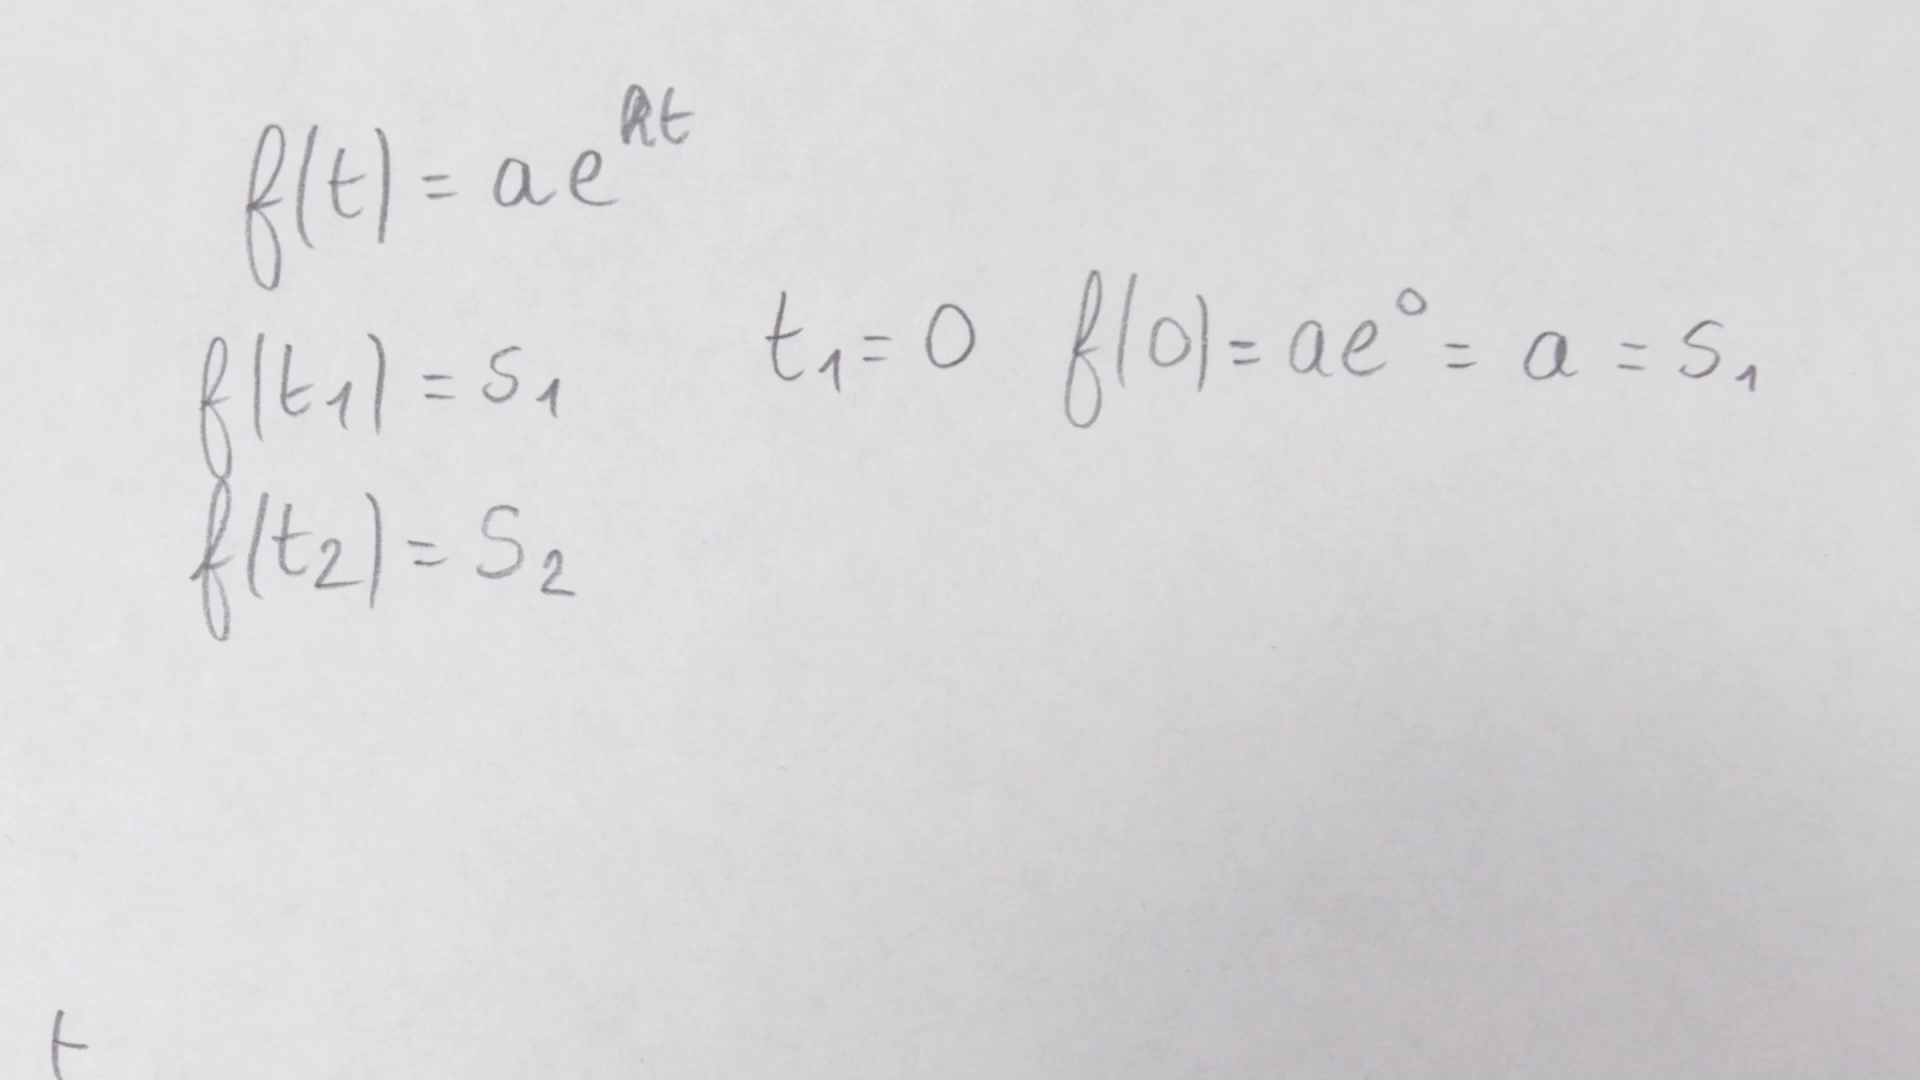 f(t) = ae^{kt}
f(t₁) = S₁ t₁ = 0 f(0) = ae⁰ = a = S₁
f(t₂) = S₂
t